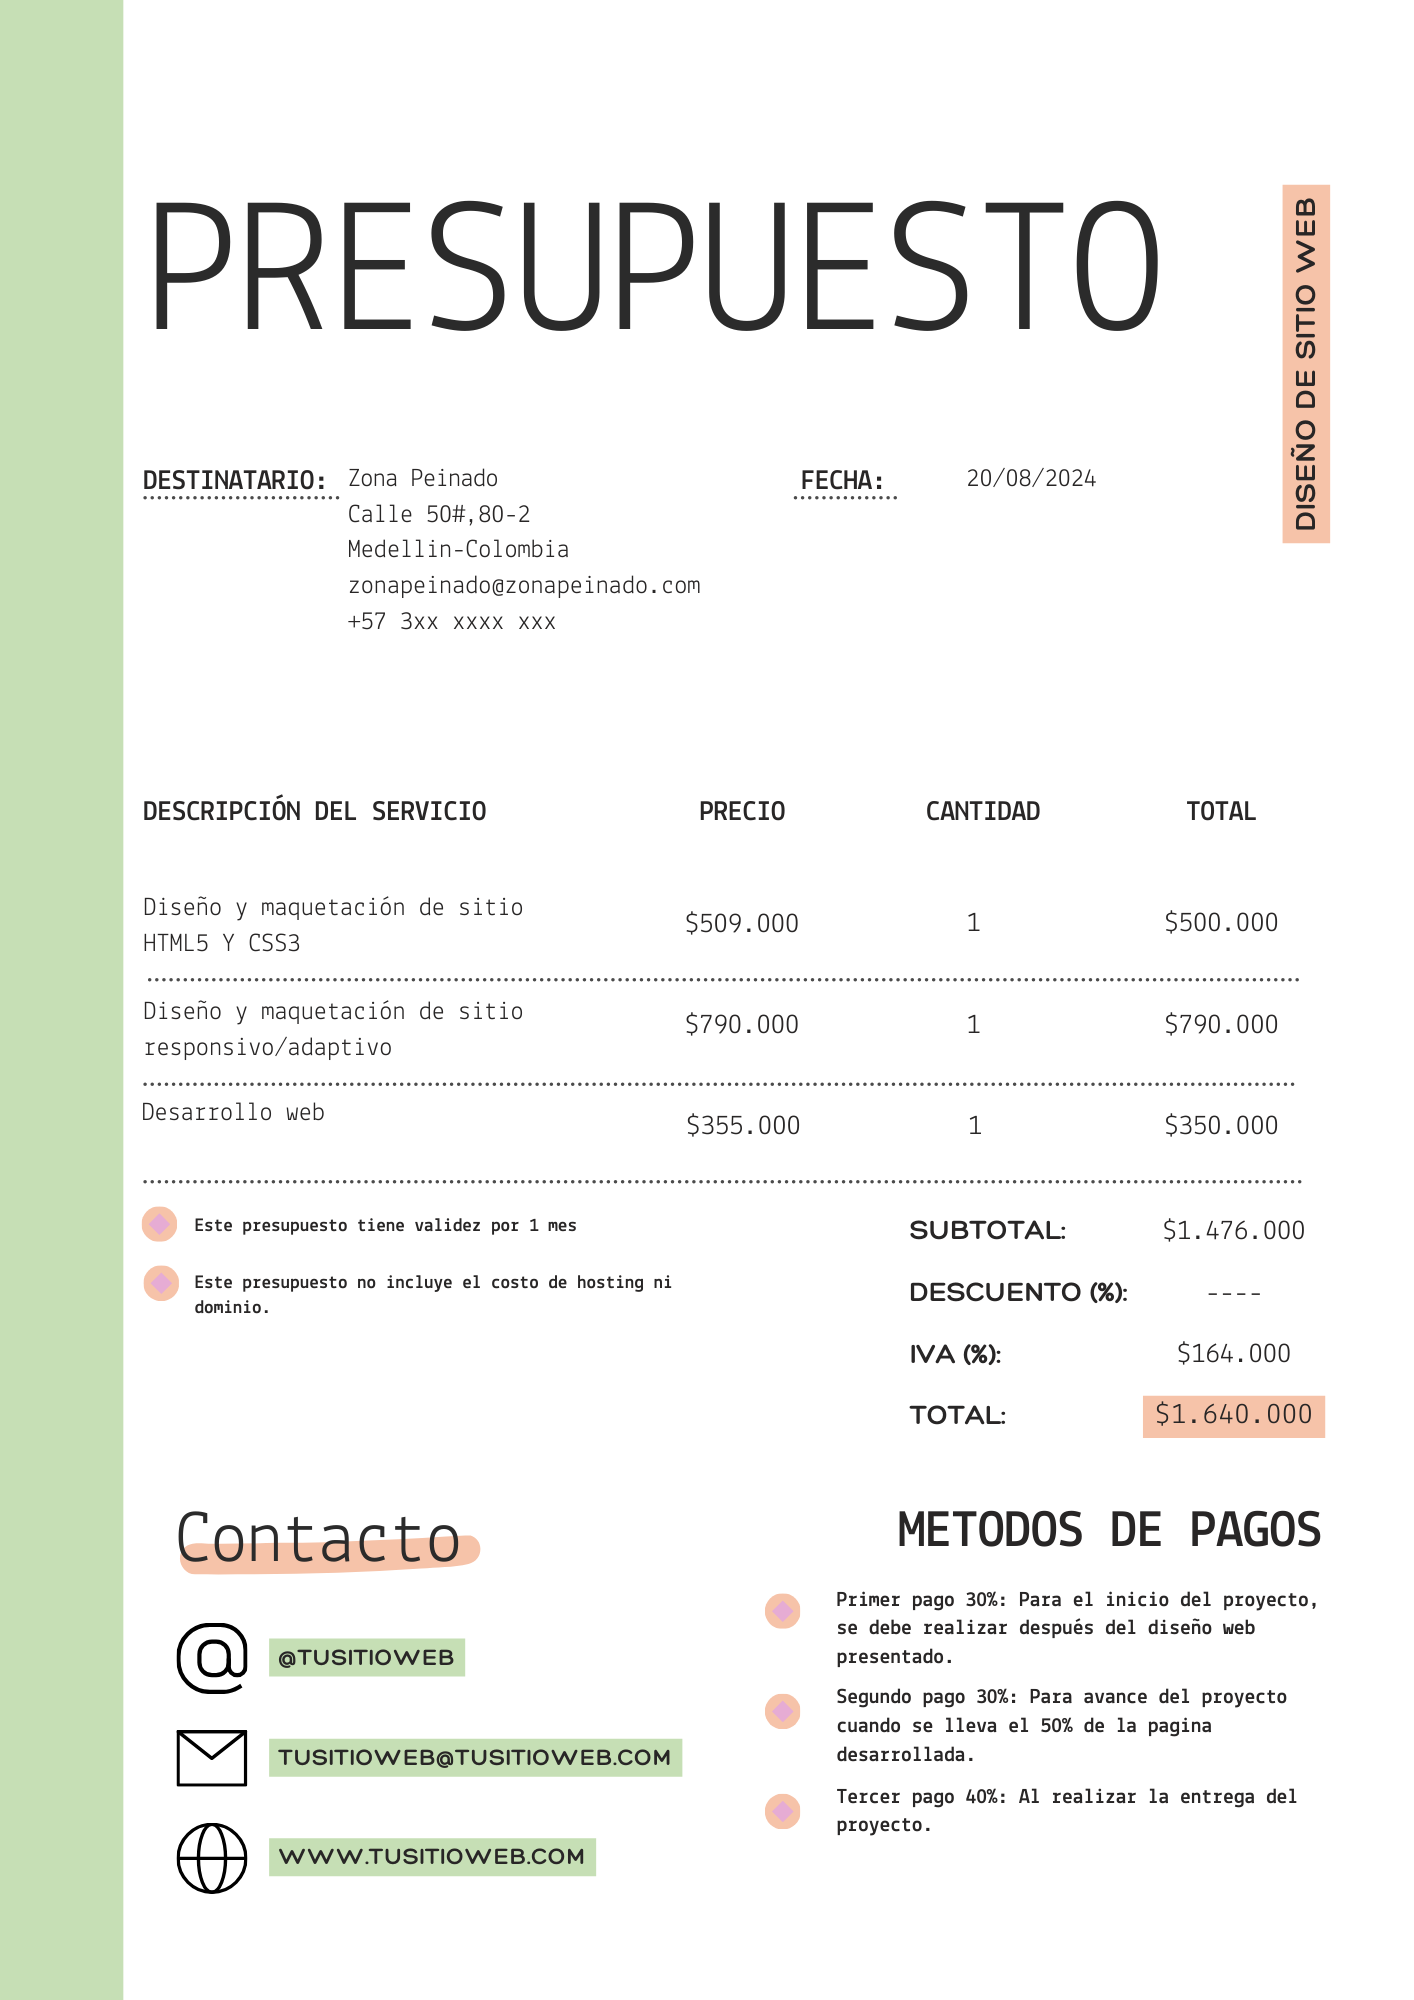 PRESUPUESTO
DISEÑO DE SITIO WEB
DESTINATARIO: Zona Peinado
Calle 50#,80-2
Medellin-Colombia
zonapeinado@zonapeinado.com
+57 3xx xxxx xxx
FECHA: 20/08/2024
DESCRIPCIÓN DEL SERVICIO PRECIO CANTIDAD TOTAL
Diseño y maquetación de sitio
HTML5 Y CSS3
$509.000 1 $500.000
Diseño y maquetación de sitio
responsivo/adaptivo
$790.000 1 $790.000
Desarrollo web
$355.000 1 $350.000
Este presupuesto tiene validez por 1 mes
Este presupuesto no incluye el costo de hosting ni
dominio.
SUBTOTAL: $1.476.000
DESCUENTO (%): ----
IVA (%): $164.000
TOTAL: $1.640.000
Contacto
@TUSITIOWEB
TUSITIOWEB@TUSITIOWEB.COM
WWW.TUSITIOWEB.COM
METODOS DE PAGOS
Primer pago 30%: Para el inicio del proyecto,
se debe realizar después del diseño web
presentado.
Segundo pago 30%: Para avance del proyecto
cuando se lleva el 50% de la pagina
desarrollada.
Tercer pago 40%: Al realizar la entrega del
proyecto.